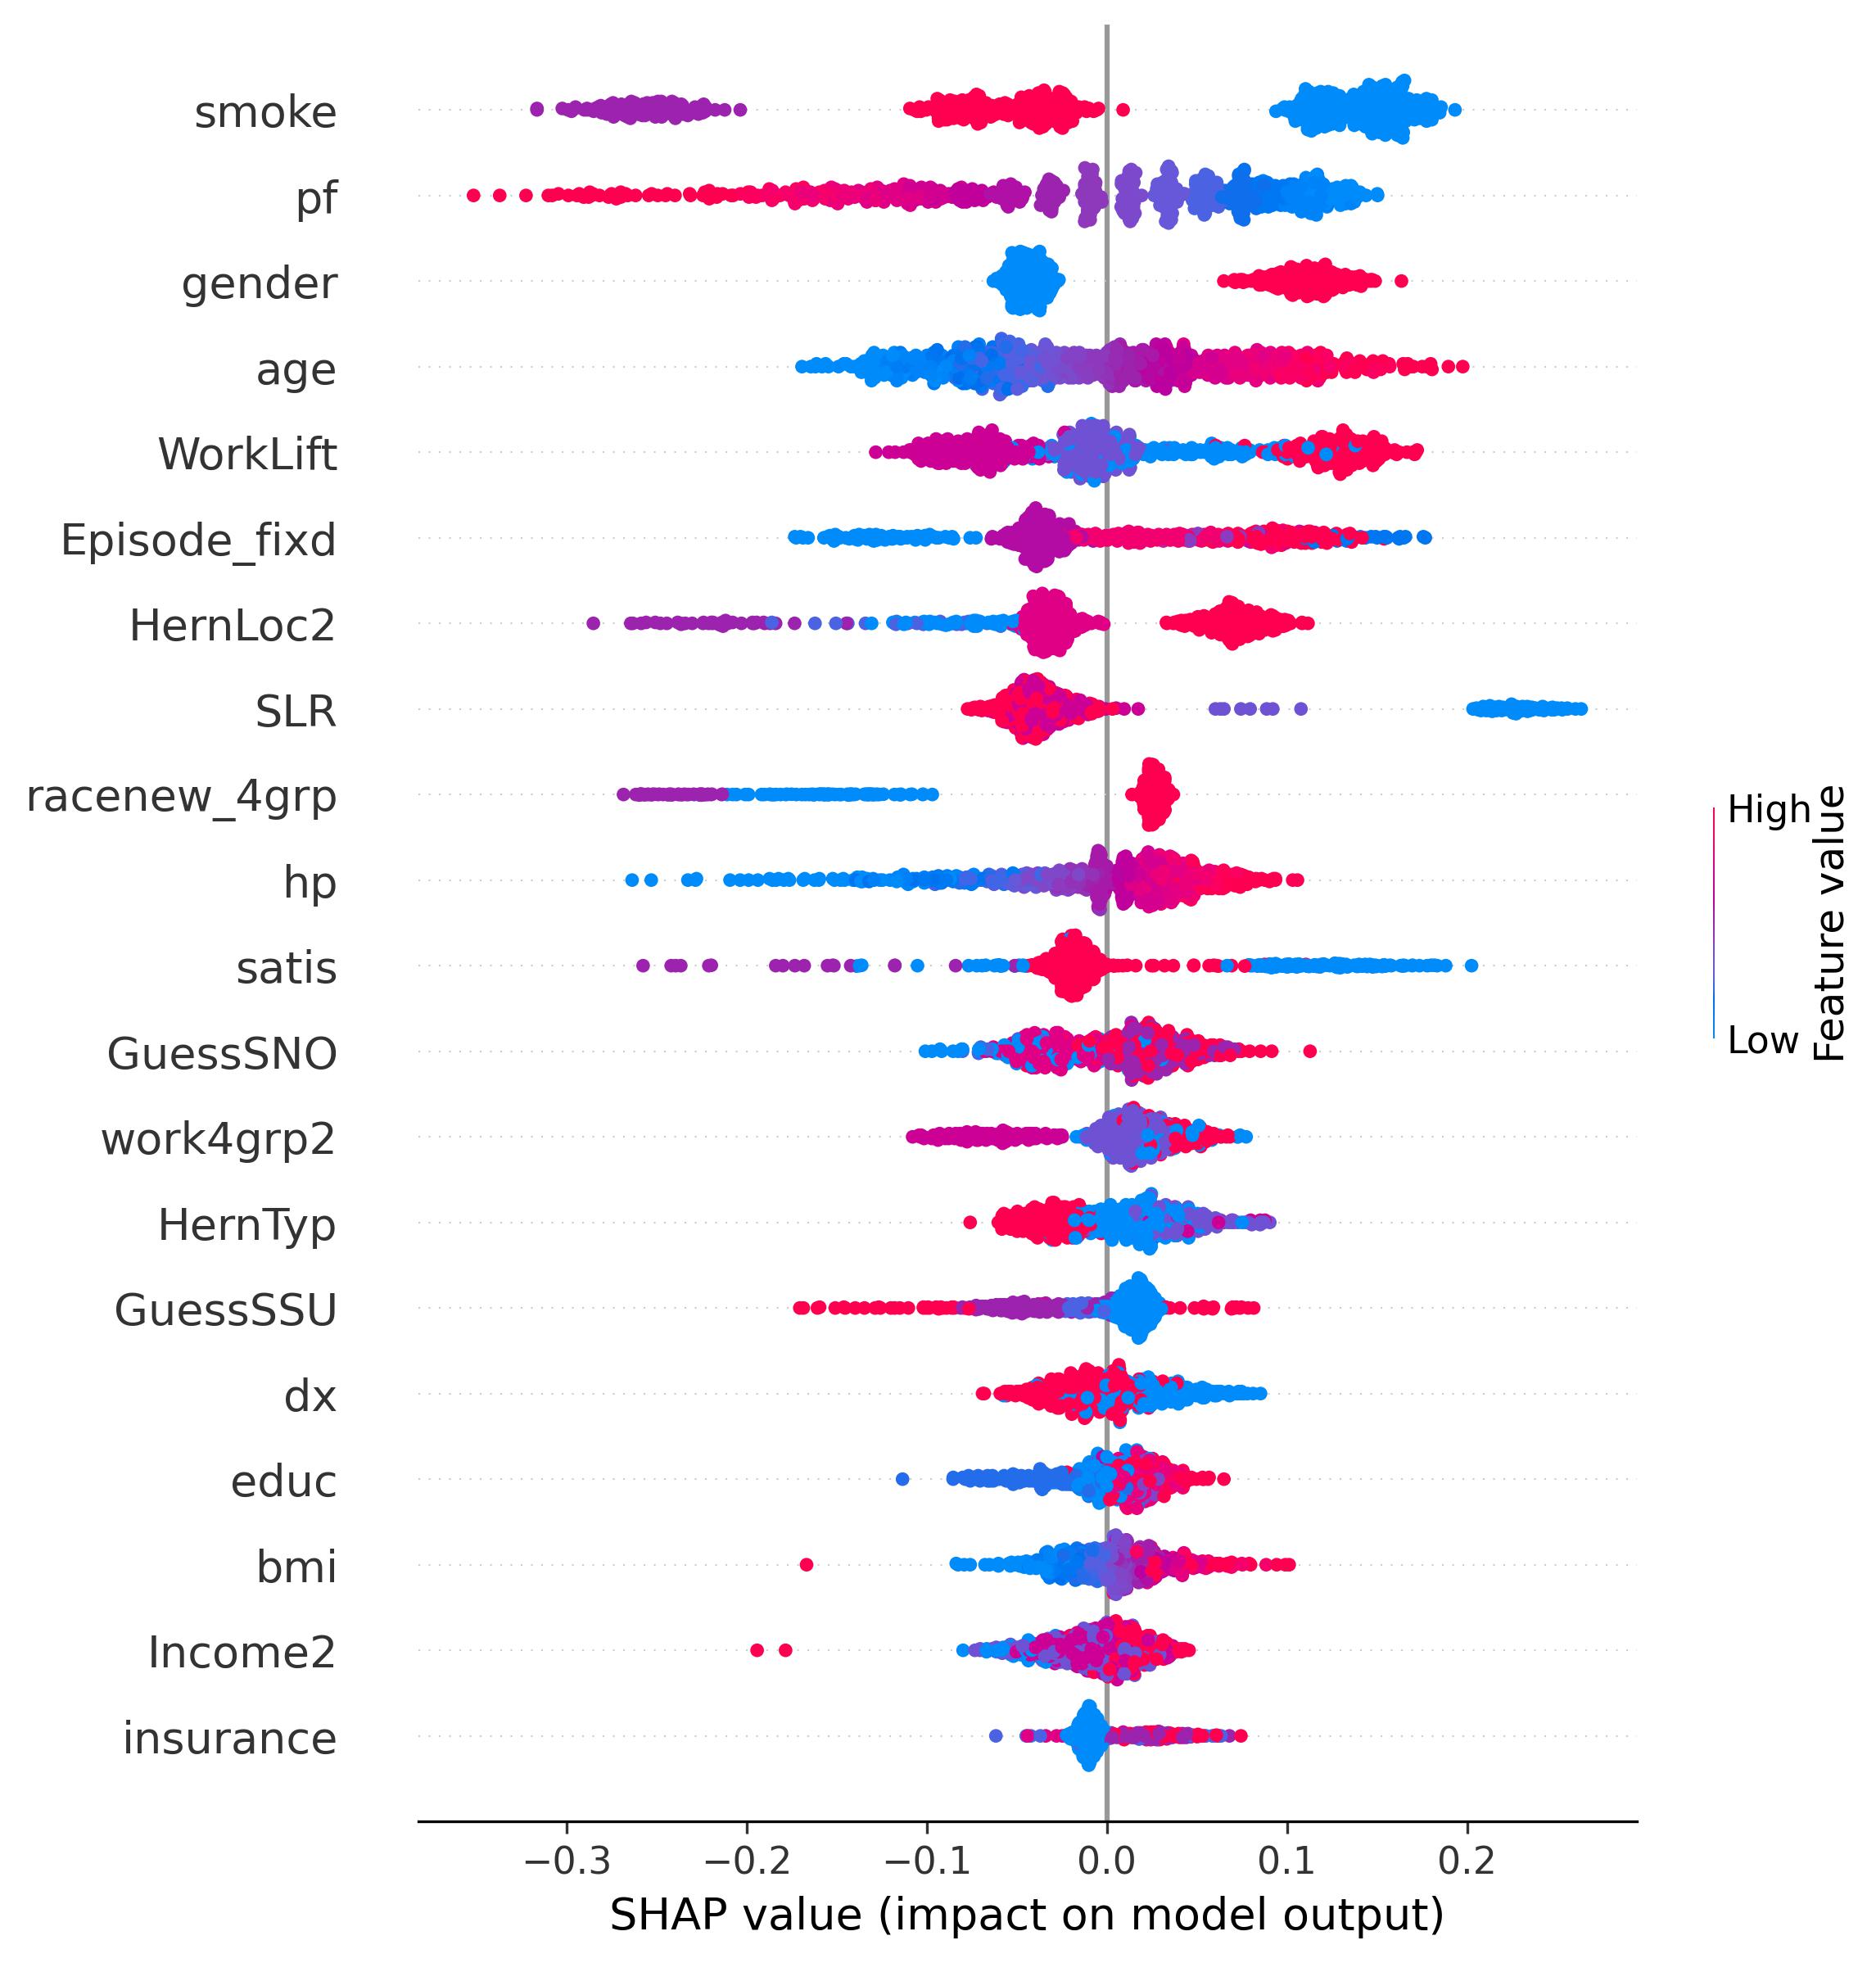 smoke
pf
gender
age
WorkLift
Episode_fixd
HernLoc2
SLR
racenew_4grp
hp
satis
GuessSNO
work4grp2
HernTyp
GuessSSU
dx
educ
bmi
Income2
insurance
−0.3 −0.2 −0.1 0.0 0.1 0.2
SHAP value (impact on model output)
High
Low
Feature value